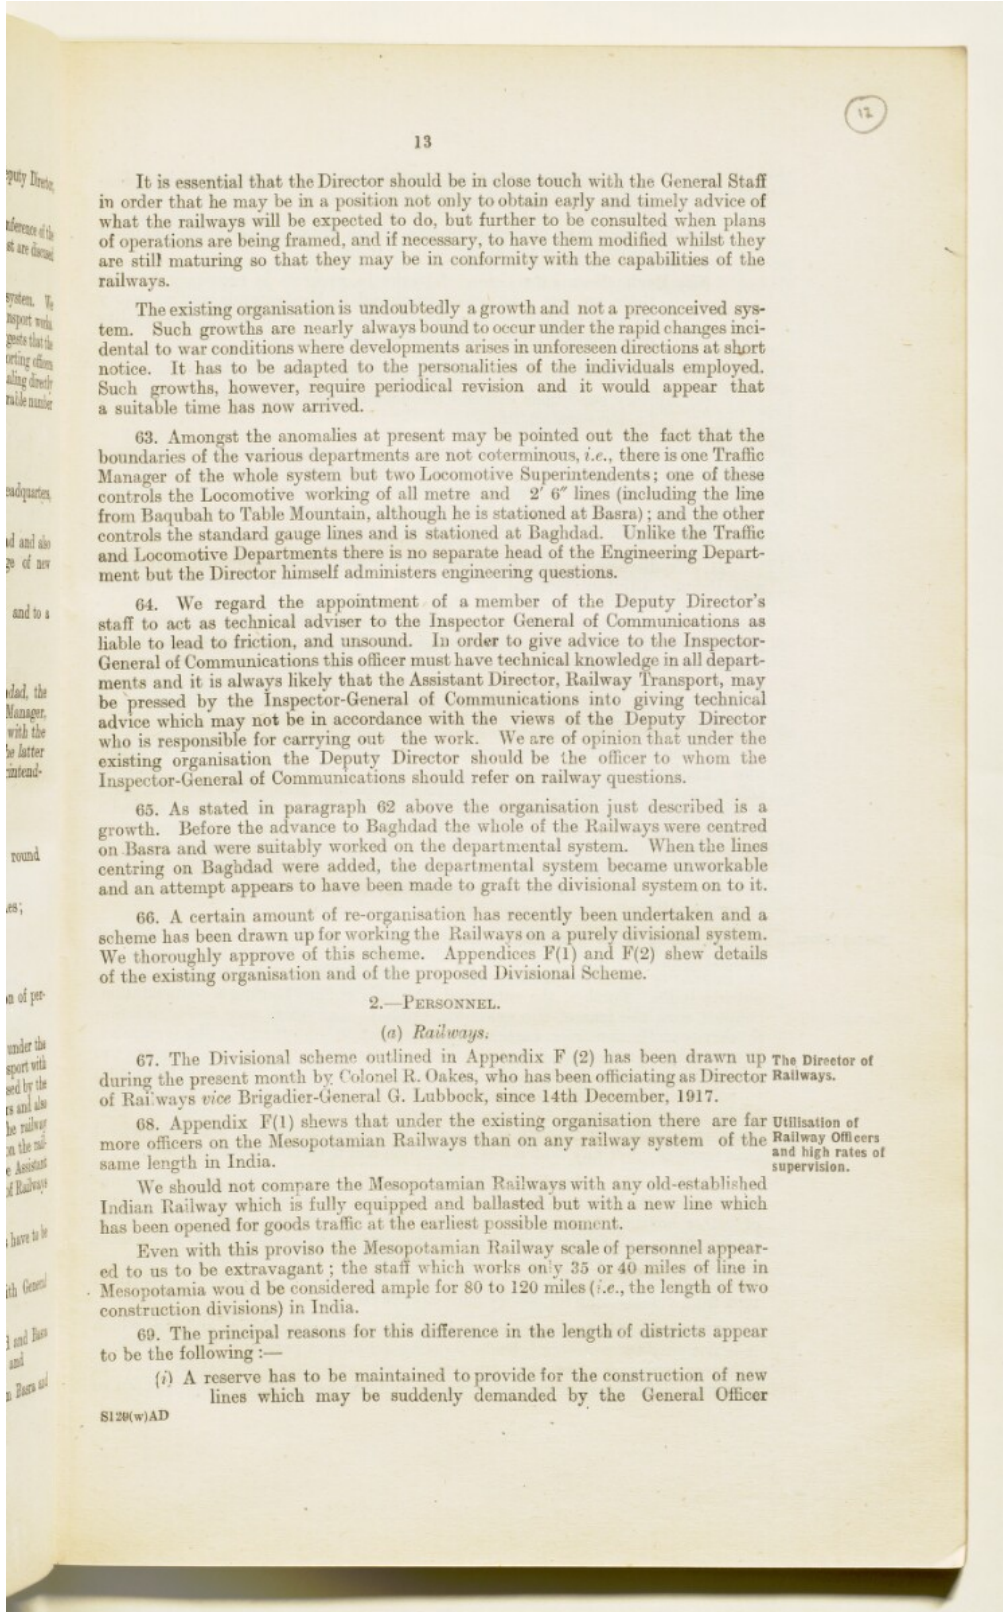 12
13
It is essential that the Director should be in close touch with the General Staff
in order that he may be in a position not only to obtain early and timely advice of
what the railways will be expected to do, but further to be consulted when plans
of operations are being framed, and if necessary, to have them modified whilst they
are still maturing so that they may be in conformity with the capabilities of the
railways.
The existing organisation is undoubtedly a growth and not a preconceived sys-
tem. Such growths are nearly always bound to occur under the rapid changes inci-
dental to war conditions where developments arises in unforeseen directions at short
notice. It has to be adapted to the personalities of the individuals employed.
Such growths, however, require periodical revision and it would appear that
a suitable time has now arrived.
63. Amongst the anomalies at present may be pointed out the fact that the
boundaries of the various departments are not coterminous, i.e., there is one Traffic
Manager of the whole system but two Locomotive Superintendents; one of these
controls the Locomotive working of all metre and 2' 6" lines (including the line
from Baqubah to Table Mountain, although he is stationed at Basra); and the other
controls the standard gauge lines and is stationed at Baghdad. Unlike the Traffic
and Locomotive Departments there is no separate head of the Engineering Depart-
ment but the Director himself administers engineering questions.
64. We regard the appointment of a member of the Deputy Director's
staff to act as technical adviser to the Inspector General of Communications as
liable to lead to friction, and unsound. In order to give advice to the Inspector-
General of Communications this officer must have technical knowledge in all depart-
ments and it is always likely that the Assistant Director, Railway Transport, may
be pressed by the Inspector-General of Communications into giving technical
advice which may not be in accordance with the views of the Deputy Director
who is responsible for carrying out the work. We are of opinion that under the
existing organisation the Deputy Director should be the officer to whom the
Inspector-General of Communications should refer on railway questions.
65. As stated in paragraph 62 above the organisation just described is a
growth. Before the advance to Baghdad the whole of the Railways were centred
on Basra and were suitably worked on the departmental system. When the lines
centring on Baghdad were added, the departmental system became unworkable
and an attempt appears to have been made to graft the divisional system on to it.
66. A certain amount of re-organisation has recently been undertaken and a
scheme has been drawn up for working the Railways on a purely divisional system.
We thoroughly approve of this scheme. Appendices F(1) and F(2) shew details
of the existing organisation and of the proposed Divisional Scheme.
2.—PERSONNEL.
(a) Railways.
67. The Divisional scheme outlined in Appendix F (2) has been drawn up
during the present month by Colonel R. Oakes, who has been officiating as Director
of Railways vice Brigadier-General G. Lubbock, since 14th December, 1917.
The Director of
Railways.
68. Appendix F(1) shews that under the existing organisation there are far
more officers on the Mesopotamian Railways than on any railway system of the
same length in India.
Utilisation of
Railway Officers
and high rates of
supervision.
We should not compare the Mesopotamian Railways with any old-established
Indian Railway which is fully equipped and ballasted but with a new line which
has been opened for goods traffic at the earliest possible moment.
Even with this proviso the Mesopotamian Railway scale of personnel appear-
ed to us to be extravagant; the staff which works only 35 or 40 miles of line in
Mesopotamia wou d be considered ample for 80 to 120 miles (i.e., the length of two
construction divisions) in India.
69. The principal reasons for this difference in the length of districts appear
to be the following :—
(i) A reserve has to be maintained to provide for the construction of new
lines which may be suddenly demanded by the General Officer
S120(w)AD